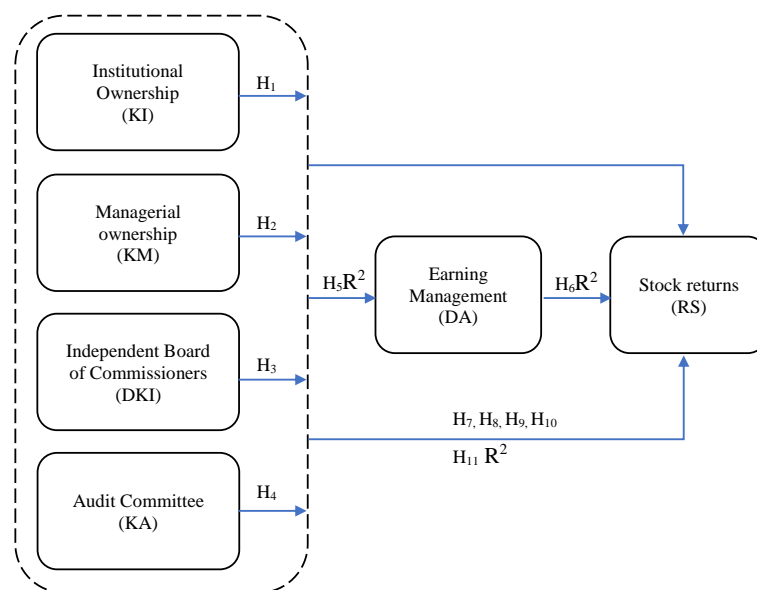 Institutional
Ownership
(KI)
H₁
Managerial
ownership
(KM)
H₂
Independent Board
of Commissioners
(DKI)
H₃
Audit Committee
(KA)
H₄
H₅R²
Earning
Management
(DA)
H₆R²
Stock returns
(RS)
H₇, H₈, H₉, H₁₀
H₁₁ R²